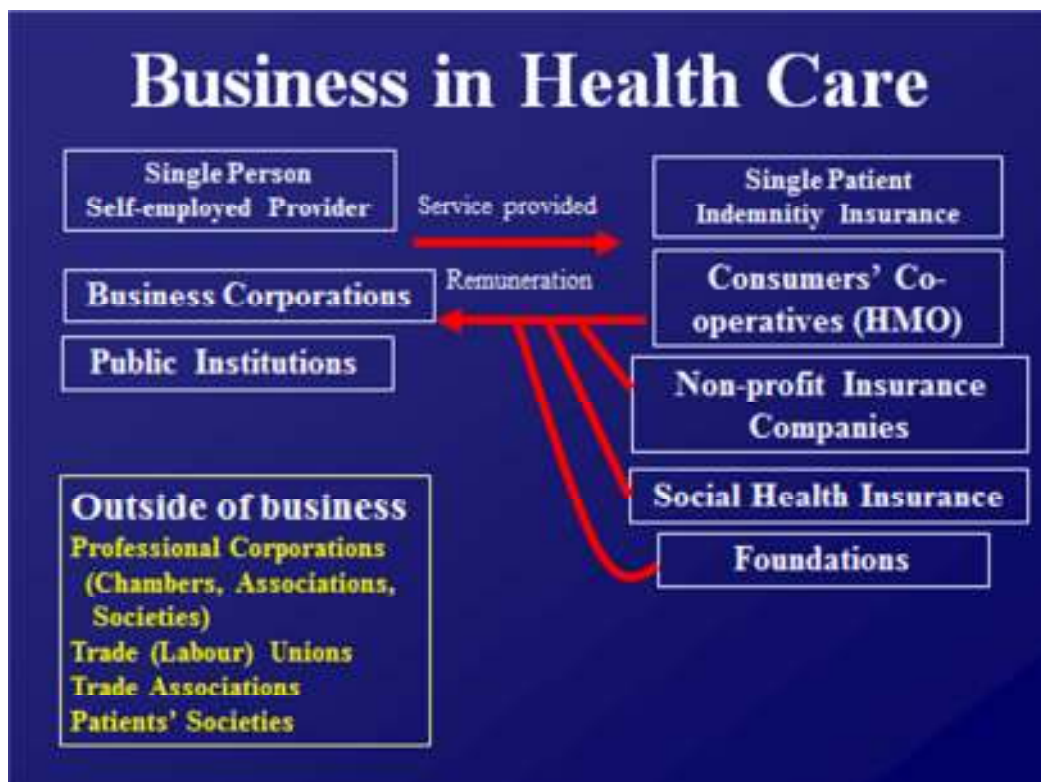 Business in Health Care
Single Person
Self-employed Provider
Service provided
Single Patient
Indemnitiy Insurance
Business Corporations
Remuneration
Consumers' Co-
operatives (HMO)
Public Institutions
Non-profit Insurance
Companies
Social Health Insurance
Foundations
Outside of business
Professional Corporations
(Chambers, Associations,
Societies)
Trade (Labour) Unions
Trade Associations
Patients' Societies